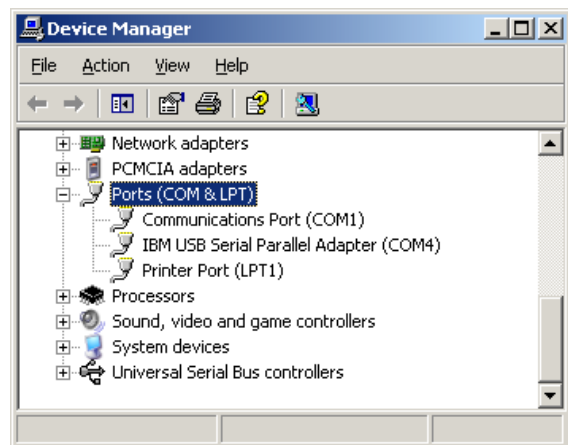 Device Manager
File Action View Help
Network adapters
PCMCIA adapters
Ports (COM & LPT)
Communications Port (COM1)
IBM USB Serial Parallel Adapter (COM4)
Printer Port (LPT1)
Processors
Sound, video and game controllers
System devices
Universal Serial Bus controllers